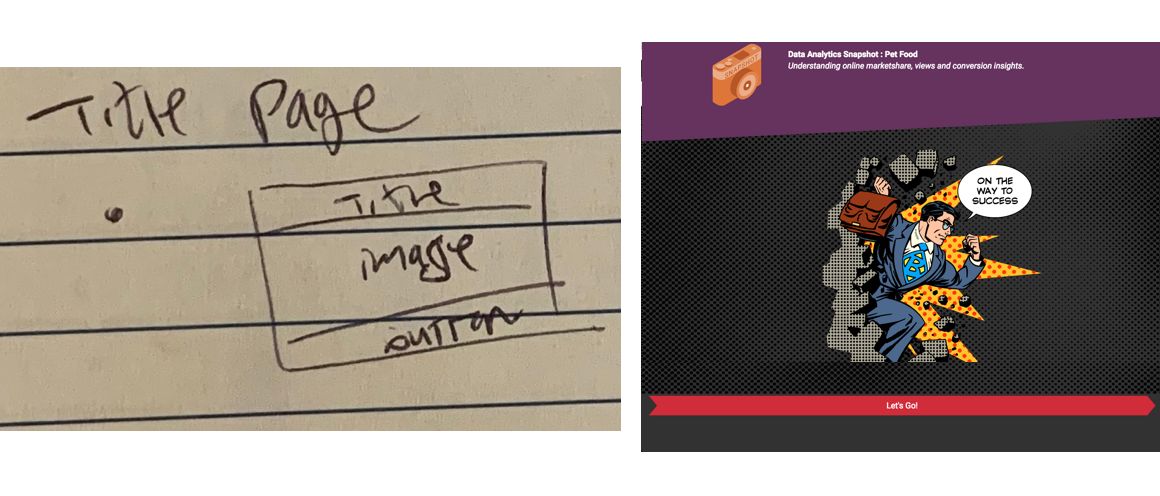 Title Page
Title
image
button
SNAPSHOT
Data Analytics Snapshot : Pet Food
Understanding online marketshare, views and conversion insights.
ON THE
WAY TO
SUCCESS
Let's Go!